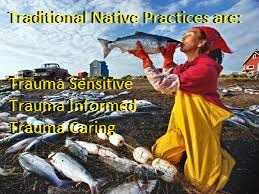 Traditional Native Practices are:
Trauma Sensitive
Trauma Informed
Trauma Caring